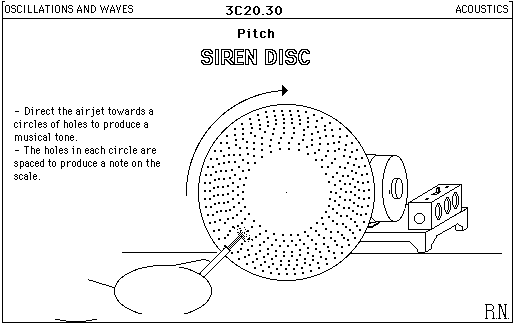 OSCILLATIONS AND WAVES 3C20.30 ACOUSTICS
Pitch
SIREN DISC
- Direct the airjet towards a
circles of holes to produce a
musical tone.
- The holes in each circle are
spaced to produce a note on the
scale.
R.N.